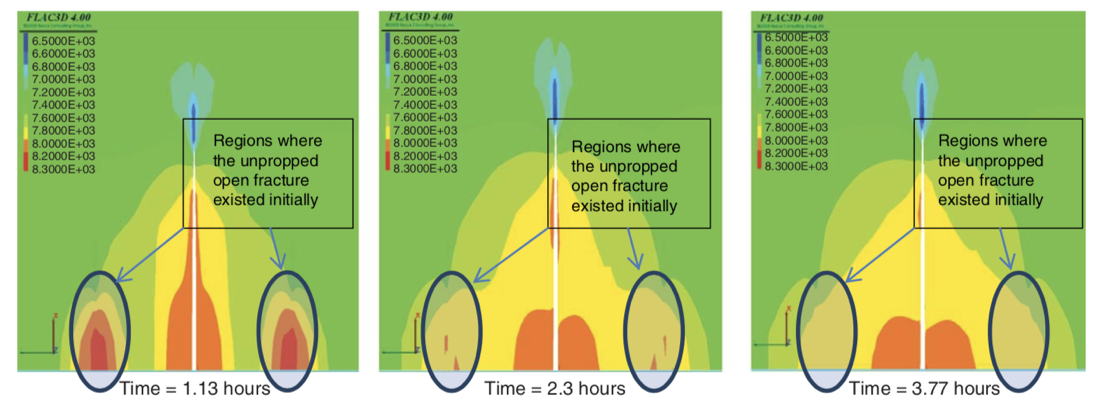 FLAC3D 4.00
6.5000E+03
6.6000E+03
6.8000E+03
7.0000E+03
7.2000E+03
7.4000E+03
7.6000E+03
7.8000E+03
8.0000E+03
8.2000E+03
8.3000E+03
Regions where
the unpropped
open fracture
existed initially
Time = 1.13 hours
FLAC3D 4.00
6.5000E+03
6.6000E+03
6.8000E+03
7.0000E+03
7.2000E+03
7.4000E+03
7.6000E+03
7.8000E+03
8.0000E+03
8.2000E+03
8.3000E+03
Regions where
the unpropped
open fracture
existed initially
Time = 2.3 hours
FLAC3D 4.00
6.5000E+03
6.6000E+03
6.8000E+03
7.0000E+03
7.2000E+03
7.4000E+03
7.6000E+03
7.8000E+03
8.0000E+03
8.2000E+03
8.3000E+03
Regions where
the unpropped
open fracture
existed initially
Time = 3.77 hours